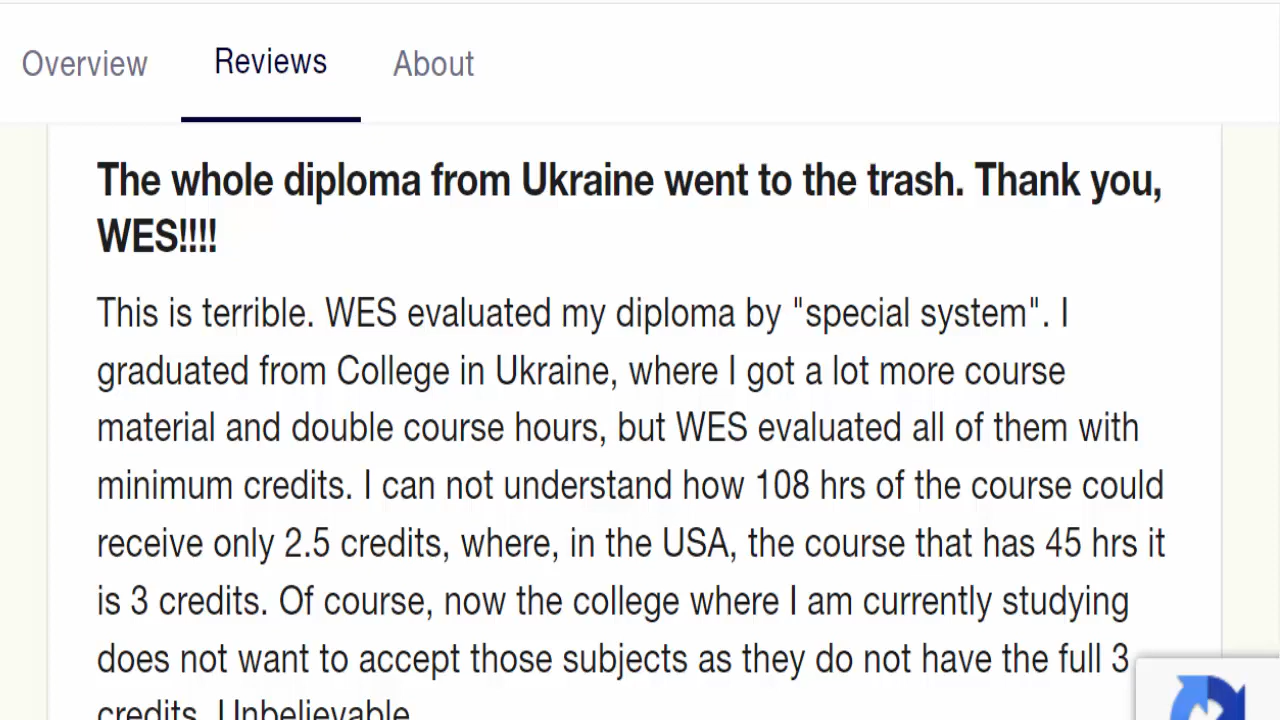 Overview Reviews About
The whole diploma from Ukraine went to the trash. Thank you,
WES!!!!
This is terrible. WES evaluated my diploma by "special system". I
graduated from College in Ukraine, where I got a lot more course
material and double course hours, but WES evaluated all of them with
minimum credits. I can not understand how 108 hrs of the course could
receive only 2.5 credits, where, in the USA, the course that has 45 hrs it
is 3 credits. Of course, now the college where I am currently studying
does not want to accept those subjects as they do not have the full 3
credits. Unbelievable